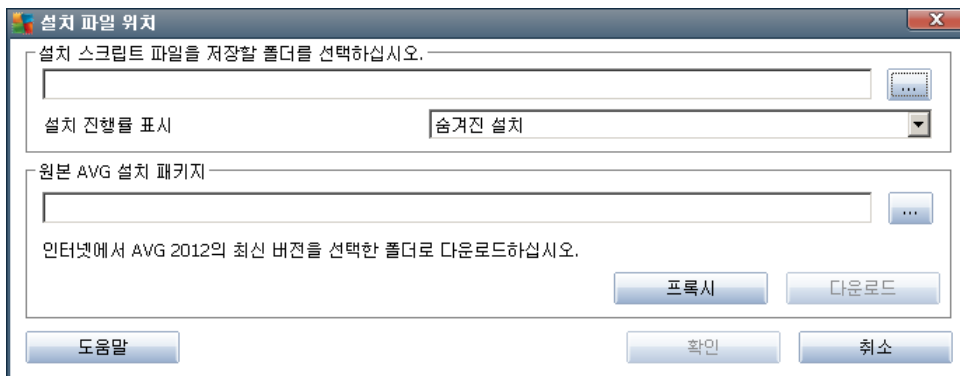 설치 파일 위치
설치 스크립트 파일을 저장할 폴더를 선택하십시오.
...
설치 진행률 표시
숨겨진 설치
원본 AVG 설치 패키지
...
인터넷에서 AVG 2012의 최신 버전을 선택한 폴더로 다운로드하십시오.
프록시
다운로드
도움말
확인
취소